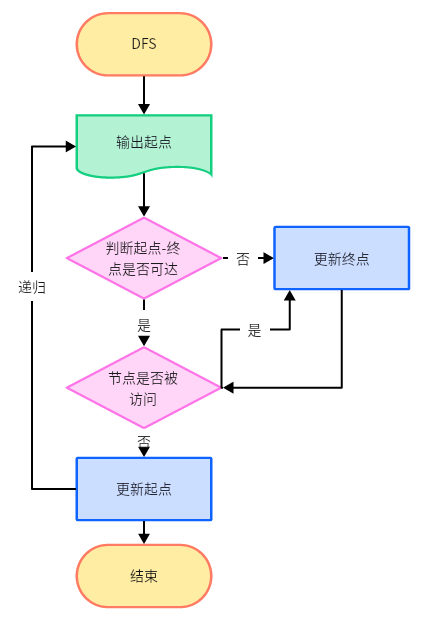 DFS
输出起点
判断起点-终
点是否可达
否
更新终点
递归
是
是
节点是否被
访问
否
更新起点
结束